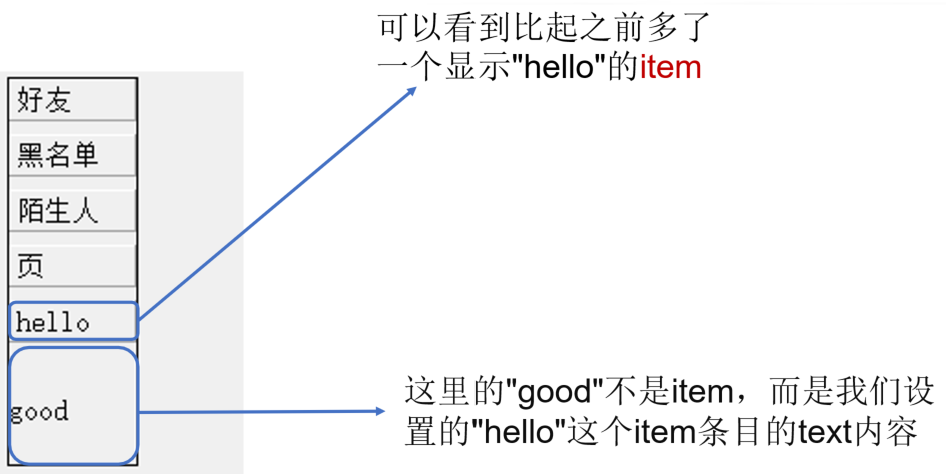 可以看到比起之前多了
一个显示"hello"的item
好友
黑名单
陌生人
页
hello
good
这里的"good"不是item，而是我们设
置的"hello"这个item条目的text内容